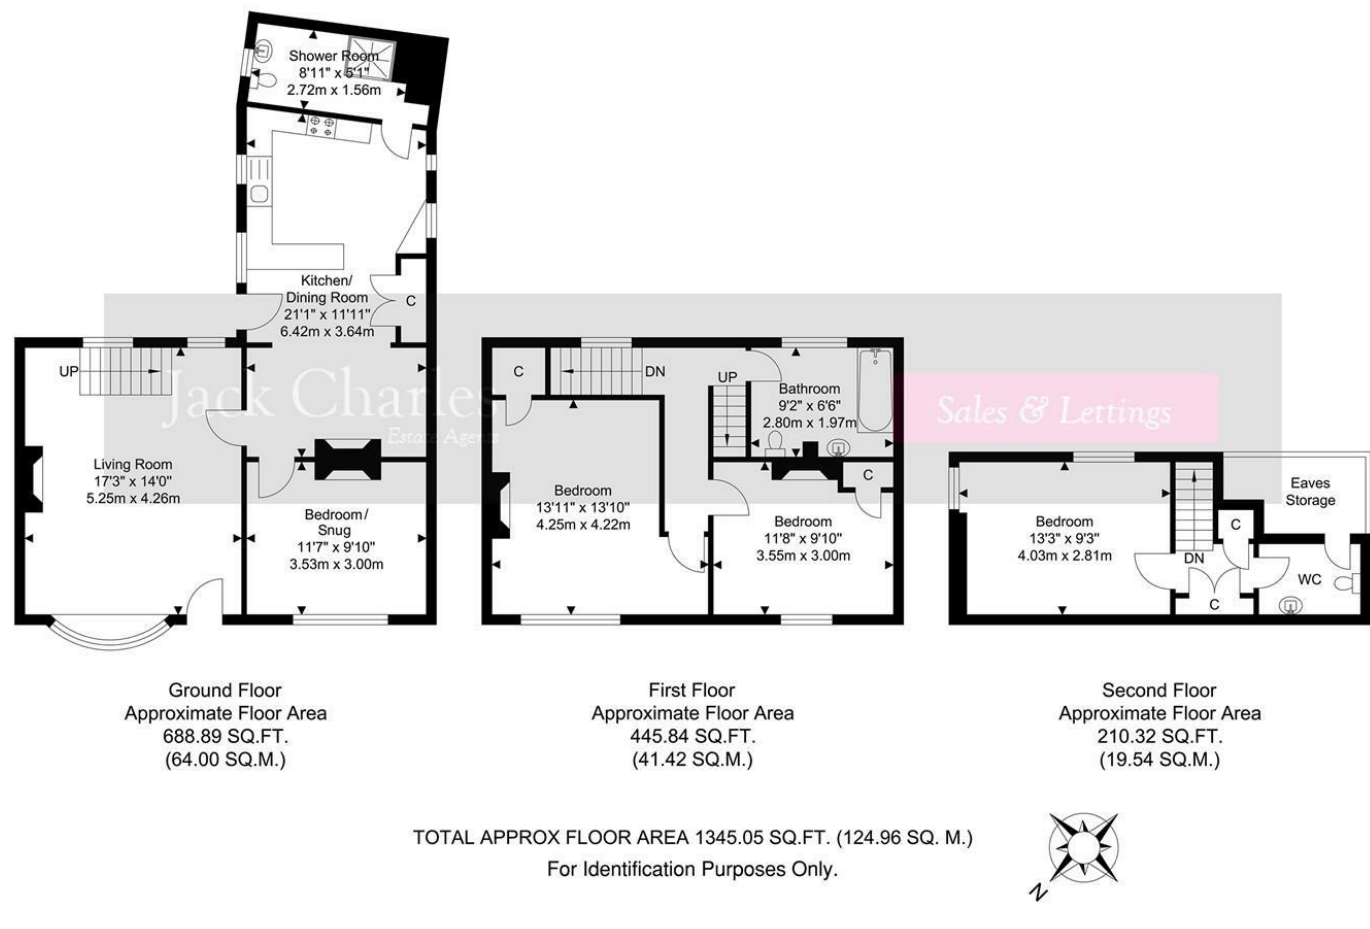 Shower Room
8'11" x 5'1"
2.72m x 1.56m
Kitchen/
Dining Room
21'1" x 11'11"
6.42m x 3.64m
C
UP
Living Room
17'3" x 14'0"
5.25m x 4.26m
Bedroom/
Snug
11'7" x 9'10"
3.53m x 3.00m
C
DN
UP
Bathroom
9'2" x 6'6"
2.80m x 1.97m
Bedroom
13'11" x 13'10"
4.25m x 4.22m
C
Bedroom
11'8" x 9'10"
3.55m x 3.00m
Bedroom
13'3" x 9'3"
4.03m x 2.81m
DN
C
C
WC
Eaves
Storage
Jack Charles
Estate Agents
Sales & Lettings
Ground Floor
Approximate Floor Area
688.89 SQ.FT.
(64.00 SQ.M.)
First Floor
Approximate Floor Area
445.84 SQ.FT.
(41.42 SQ.M.)
Second Floor
Approximate Floor Area
210.32 SQ.FT.
(19.54 SQ.M.)
TOTAL APPROX FLOOR AREA 1345.05 SQ.FT. (124.96 SQ. M.)
For Identification Purposes Only.
N